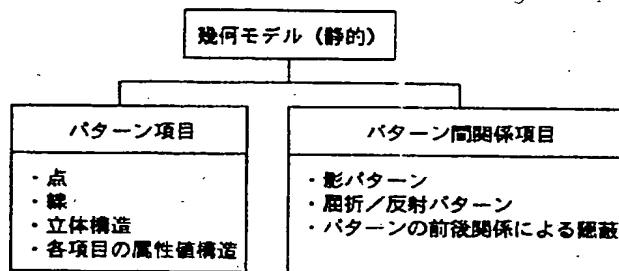 幾何モデル（静的）
パターン項目
・点
・線
・立体構造
・各項目の属性値構造
パターン間関係項目
・影パターン
・屈折／反射パターン
・パターンの前後関係による隠蔽